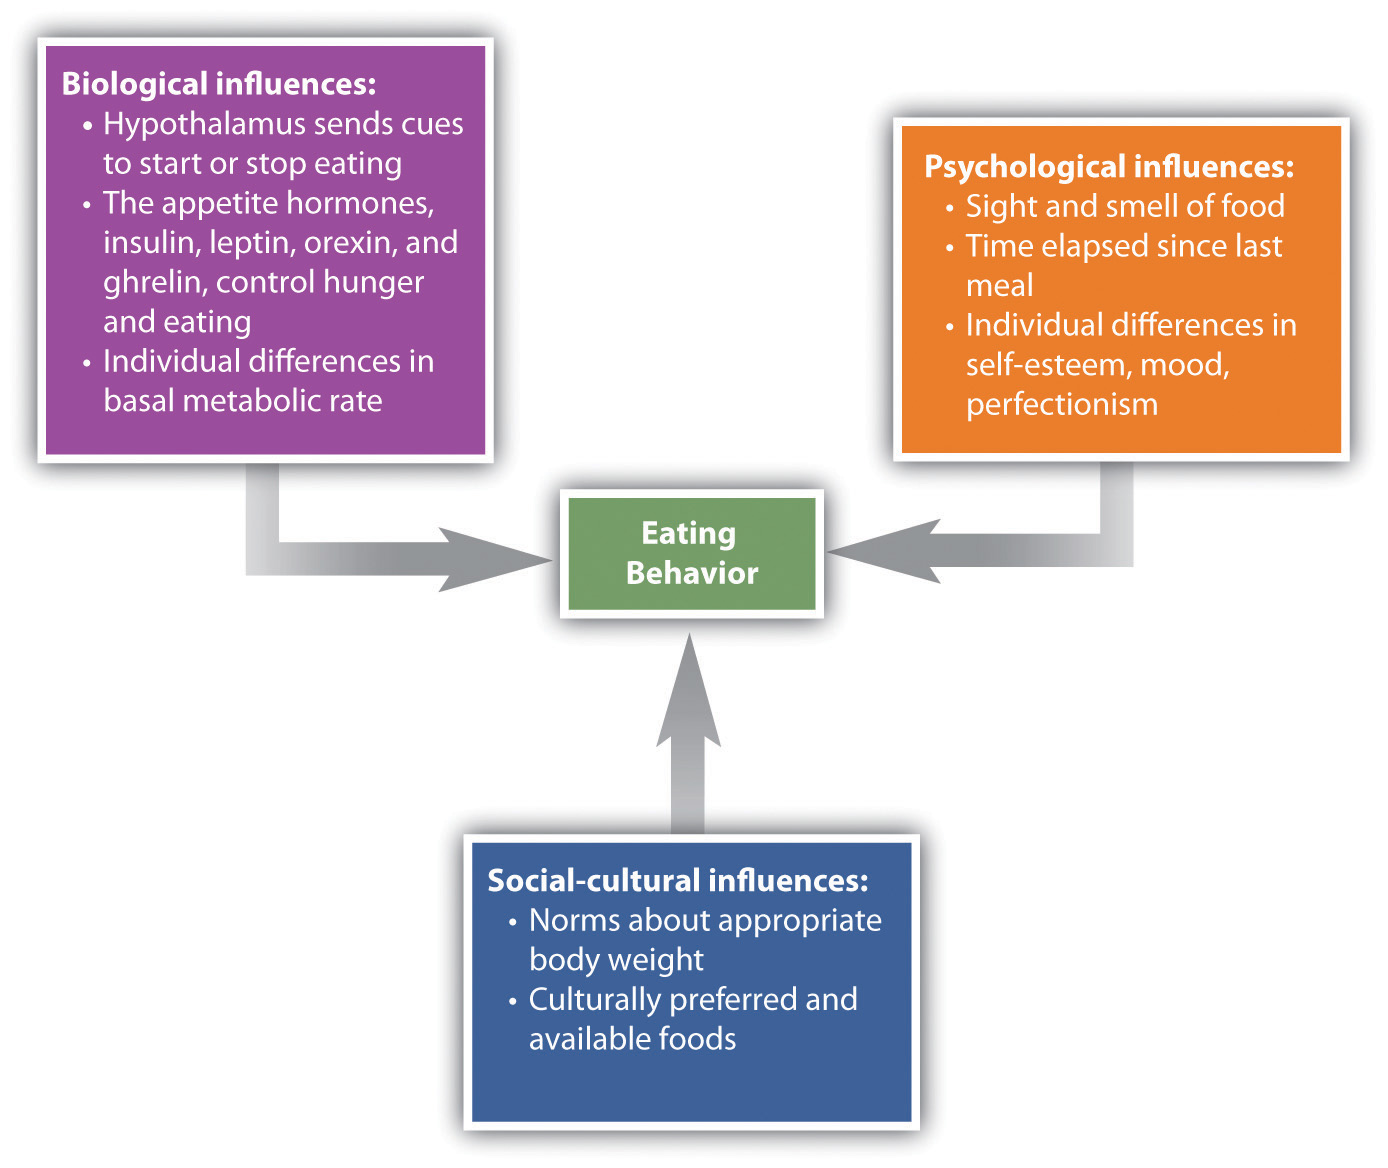 Biological influences:
• Hypothalamus sends cues
to start or stop eating
• The appetite hormones,
insulin, leptin, orexin, and
ghrelin, control hunger
and eating
• Individual differences in
basal metabolic rate
Psychological influences:
• Sight and smell of food
• Time elapsed since last
meal
• Individual differences in
self-esteem, mood,
perfectionism
Eating
Behavior
Social-cultural influences:
• Norms about appropriate
body weight
• Culturally preferred and
available foods